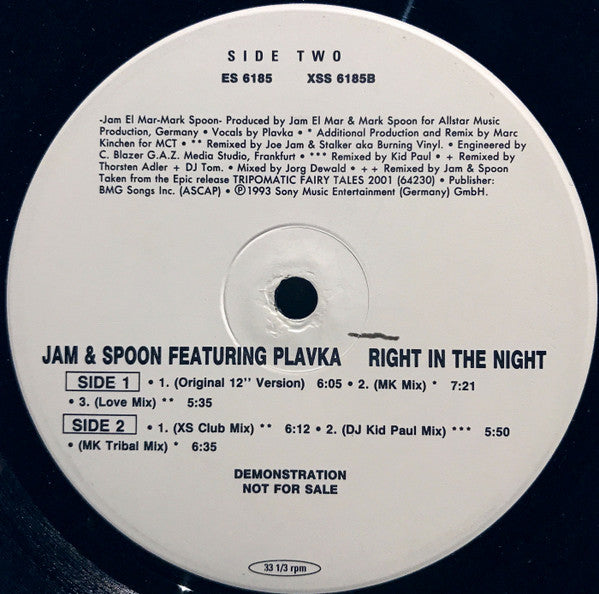 SIDE TWO
ES 6185 XSS 6185B
-Jam El Mar-Mark Spoon- Produced by Jam El Mar & Mark Spoon for Allstar Music
Production, Germany • Vocals by Plavka • * Additional Production and Remix by Marc
Kinchen for MCT • ** Remixed by Joe Jam & Stalker aka Burning Vinyl. • Engineered by
C. Blazer G.A.Z. Media Studio, Frankfurt • *** Remixed by Kid Paul • + Remixed by
Thorsten Adler + DJ Tom. • Mixed by Jorg Dewald • ++ Remixed by Jam & Spoon
Taken from the Epic release TRIPOMATIC FAIRY TALES 2001 (64230) • Publisher:
BMG Songs Inc. (ASCAP) • ℗1993 Sony Music Entertainment (Germany) GmbH.
JAM & SPOON FEATURING PLAVKA RIGHT IN THE NIGHT
SIDE 1 • 1. (Original 12" Version) 6:05 • 2. (MK Mix) * 7:21
• 3. (Love Mix) ** 5:35
SIDE 2 • 1. (XS Club Mix) ** 6:12 • 2. (DJ Kid Paul Mix) *** 5:50
• (MK Tribal Mix) * 6:35
DEMONSTRATION
NOT FOR SALE
33 1/3 rpm